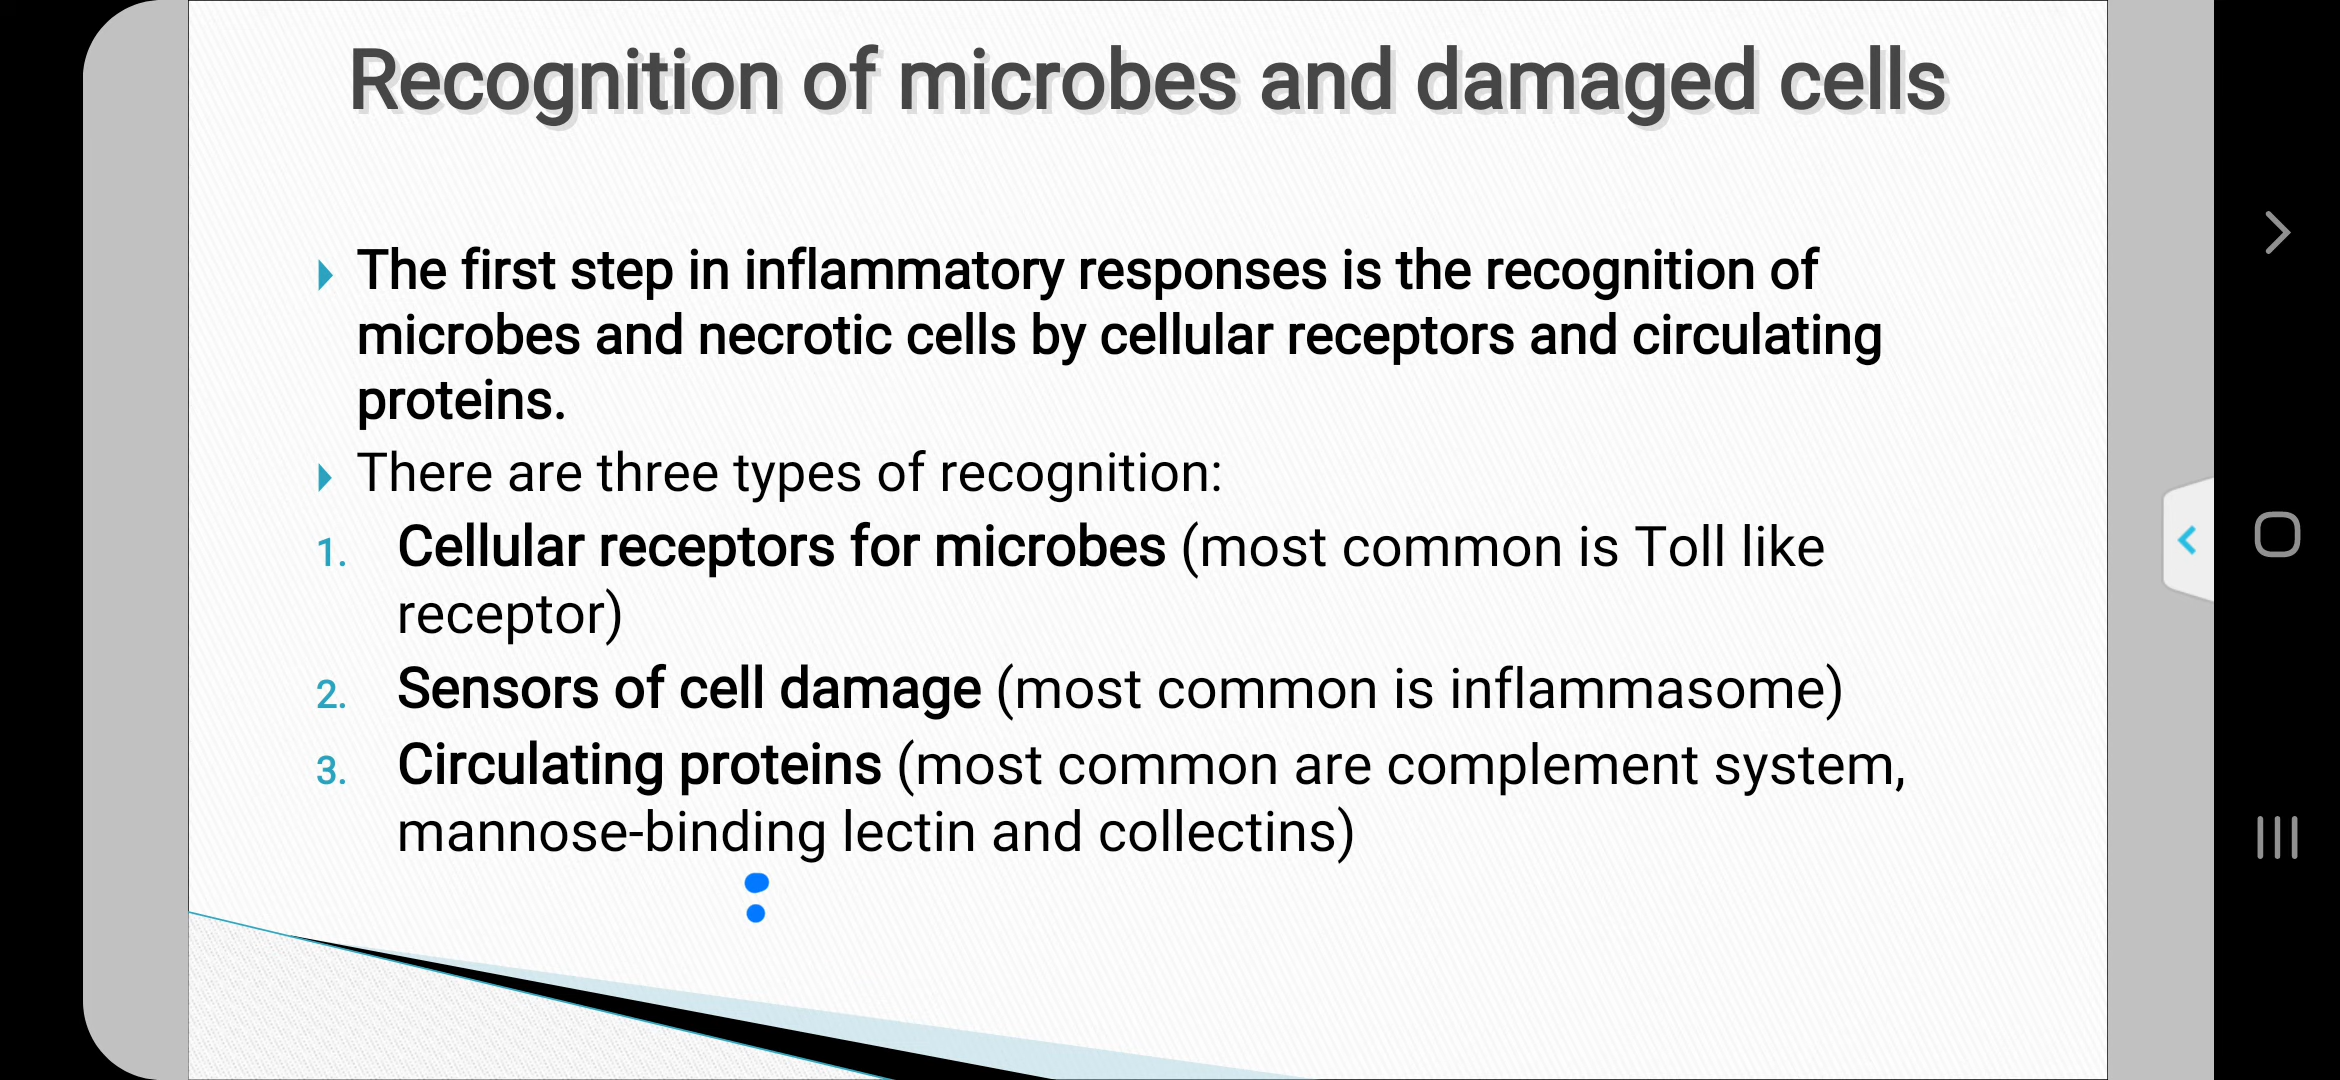 Recognition of microbes and damaged cells
The first step in inflammatory responses is the recognition of
microbes and necrotic cells by cellular receptors and circulating
proteins.
There are three types of recognition:
1. Cellular receptors for microbes (most common is Toll like
receptor)
2. Sensors of cell damage (most common is inflammasome)
3. Circulating proteins (most common are complement system,
mannose-binding lectin and collectins)